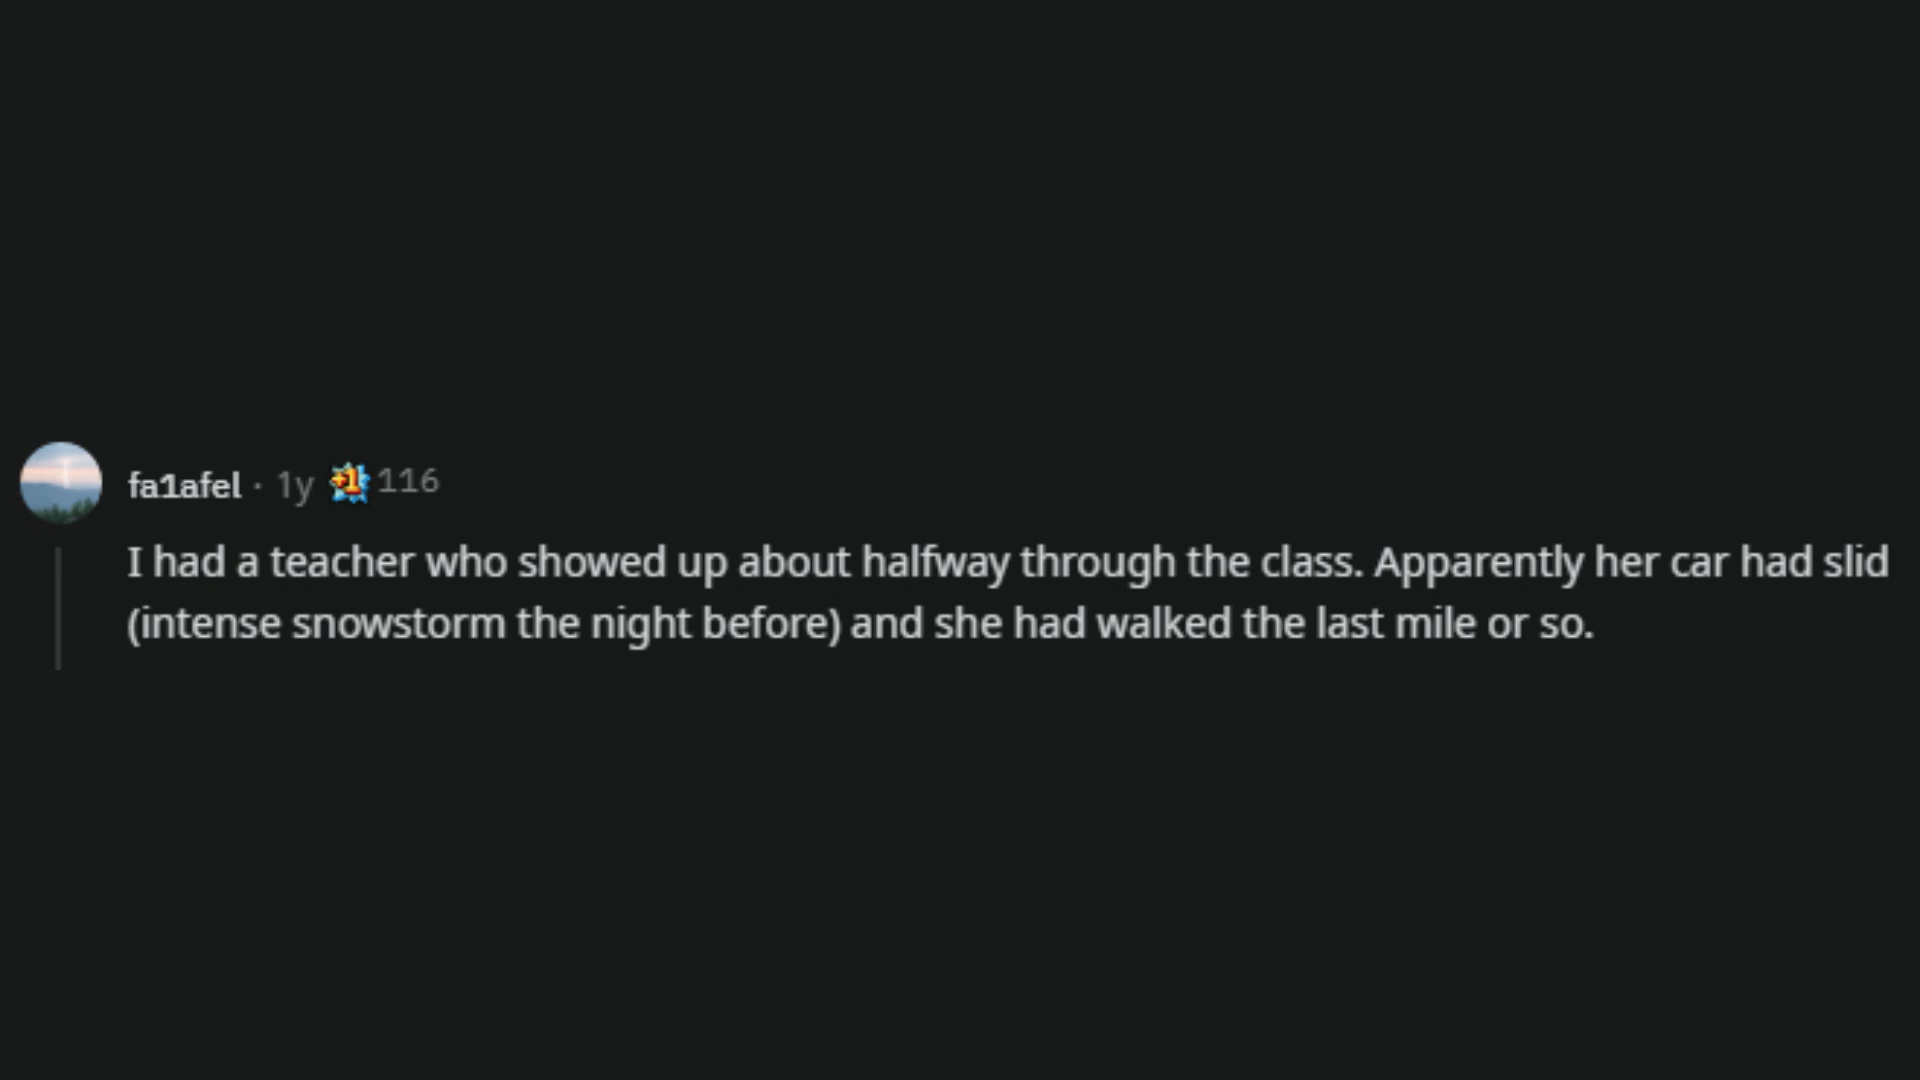 fa1afel · 1y +1 116
I had a teacher who showed up about halfway through the class. Apparently her car had slid
(intense snowstorm the night before) and she had walked the last mile or so.